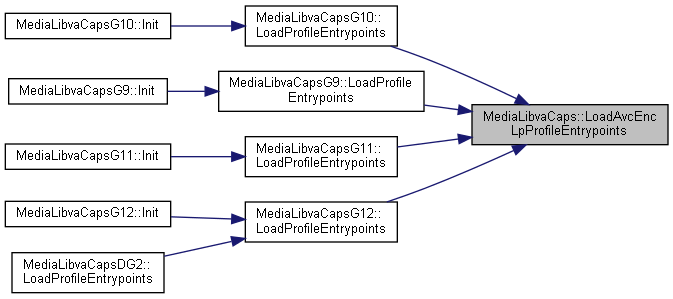 MediaLibvaCapsG10::Init
MediaLibvaCapsG10::
LoadProfileEntrypoints
MediaLibvaCapsG9::Init
MediaLibvaCapsG9::LoadProfile
Entrypoints
MediaLibvaCaps::LoadAvcEnc
LpProfileEntrypoints
MediaLibvaCapsG11::Init
MediaLibvaCapsG11::
LoadProfileEntrypoints
MediaLibvaCapsG12::Init
MediaLibvaCapsG12::
LoadProfileEntrypoints
MediaLibvaCapsDG2::
LoadProfileEntrypoints